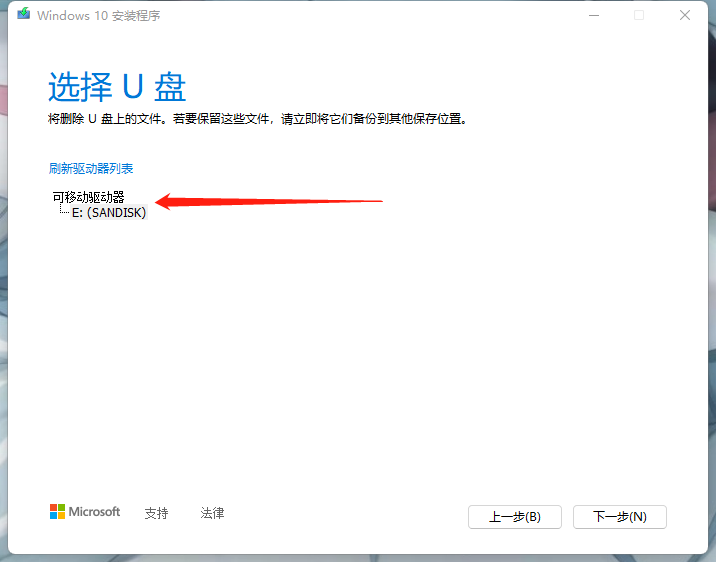 Windows 10 安装程序
选择 U 盘
将删除 U 盘上的文件。若要保留这些文件，请立即将它们备份到其他保存位置。
刷新驱动器列表
可移动驱动器
E: (SANDISK)
Microsoft 支持 法律 上一步(B) 下一步(N)